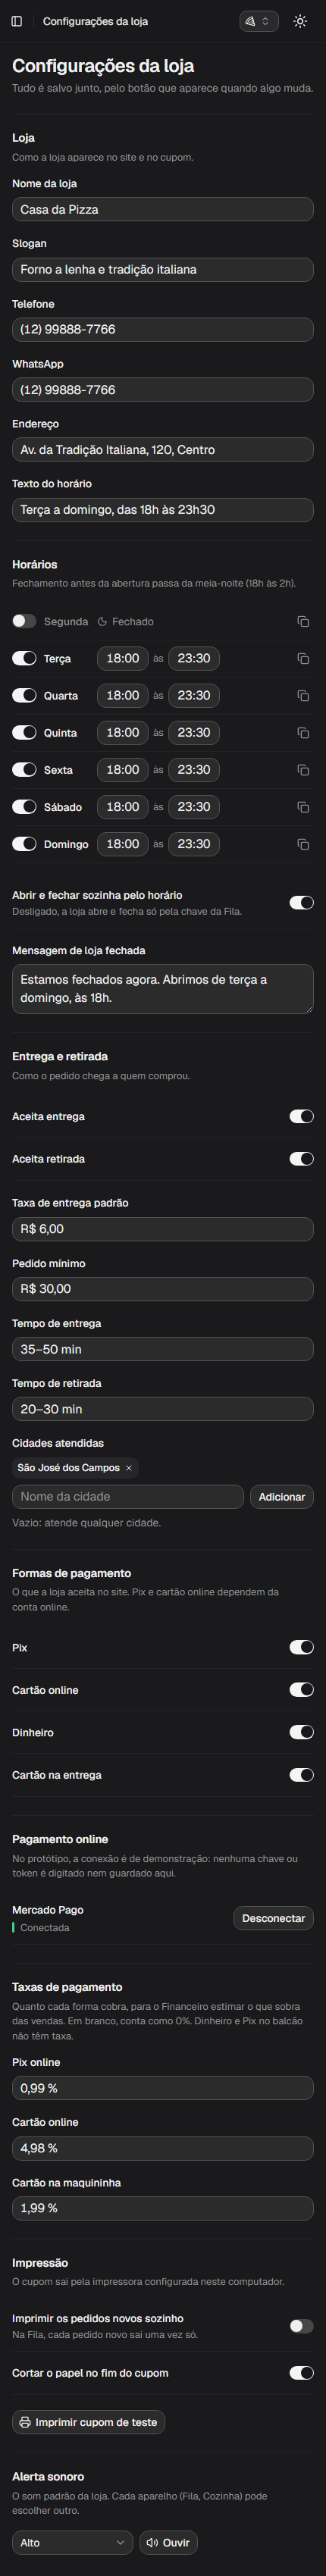 Configurações da loja
Configurações da loja
Tudo é salvo junto, pelo botão que aparece quando algo muda.
Loja
Como a loja aparece no site e no cupom.
Nome da loja
Casa da Pizza
Slogan
Forno a lenha e tradição italiana
Telefone
(12) 99888-7766
WhatsApp
(12) 99888-7766
Endereço
Av. da Tradição Italiana, 120, Centro
Texto do horário
Terça a domingo, das 18h às 23h30
Horários
Fechamento antes da abertura passa da meia-noite (18h às 2h).
Segunda Fechado
Terça 18:00 às 23:30
Quarta 18:00 às 23:30
Quinta 18:00 às 23:30
Sexta 18:00 às 23:30
Sábado 18:00 às 23:30
Domingo 18:00 às 23:30
Abrir e fechar sozinha pelo horário
Desligado, a loja abre e fecha só pela chave da Fila.
Mensagem de loja fechada
Estamos fechados agora. Abrimos de terça a
domingo, às 18h.
Entrega e retirada
Como o pedido chega a quem comprou.
Aceita entrega
Aceita retirada
Taxa de entrega padrão
R$ 6,00
Pedido mínimo
R$ 30,00
Tempo de entrega
35–50 min
Tempo de retirada
20–30 min
Cidades atendidas
São José dos Campos ×
Nome da cidade Adicionar
Vazio: atende qualquer cidade.
Formas de pagamento
O que a loja aceita no site. Pix e cartão online dependem da
conta online.
Pix
Cartão online
Dinheiro
Cartão na entrega
Pagamento online
No protótipo, a conexão é de demonstração: nenhuma chave ou
token é digitado nem guardado aqui.
Mercado Pago
Conectada
Desconectar
Taxas de pagamento
Quanto cada forma cobra, para o Financeiro estimar o que sobra
das vendas. Em branco, conta como 0%. Dinheiro e Pix no balcão
não têm taxa.
Pix online
0,99 %
Cartão online
4,98 %
Cartão na maquininha
1,99 %
Impressão
O cupom sai pela impressora configurada neste computador.
Imprimir os pedidos novos sozinho
Na Fila, cada pedido novo sai uma vez só.
Cortar o papel no fim do cupom
Imprimir cupom de teste
Alerta sonoro
O som padrão da loja. Cada aparelho (Fila, Cozinha) pode
escolher outro.
Alto Ouvir